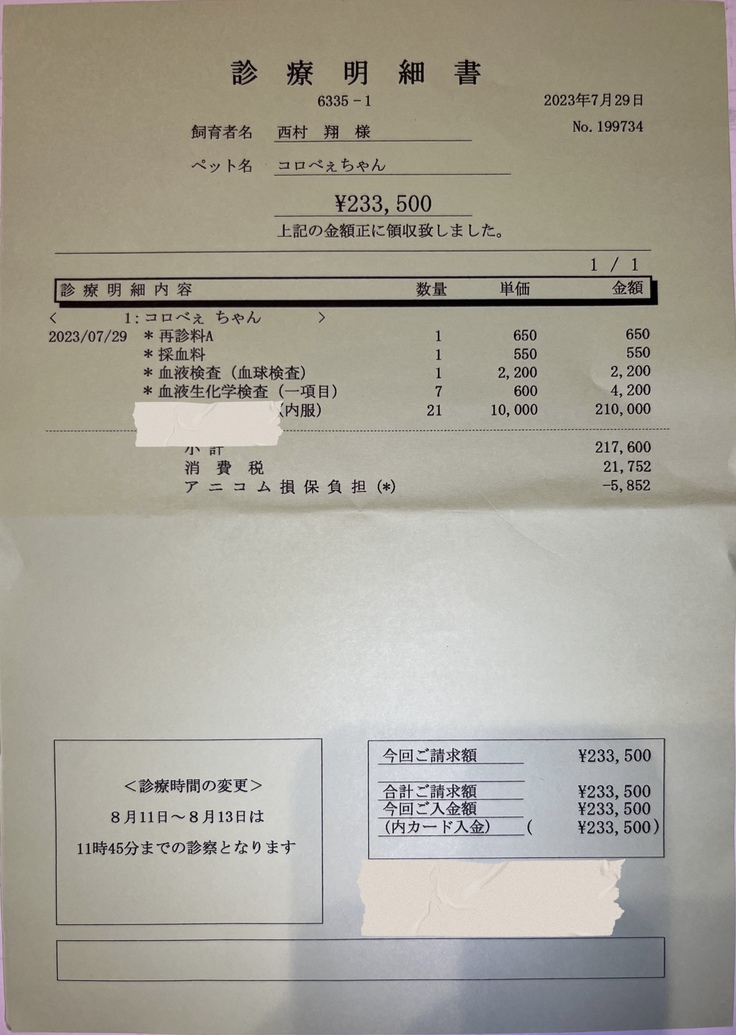 診療明細書
6335-1
2023年7月29日
飼育者名 西村 翔 様
No.199734
ペット名 コロベぇちゃん
¥233,500
上記の金額正に領収致しました。
1 / 1
診療明細内容 数量 単価 金額
< 1:コロベぇ ちゃん >
2023/07/29 *再診料A 1 650 650
*採血料 1 550 550
*血液検査(血球検査) 1 2,200 2,200
*血液生化学検査(一項目) 7 600 4,200
(内服) 21 10,000 210,000
小計 217,600
消費税 21,752
アニコム損保負担(*) -5,852
<診療時間の変更>
8月11日~8月13日は
11時45分までの診察となります
今回ご請求額 ¥233,500
合計ご請求額 ¥233,500
今回ご入金額 ¥233,500
(内カード入金) ( ¥233,500)